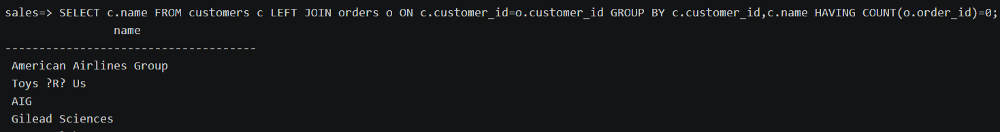 sales=> SELECT c.name FROM customers c LEFT JOIN orders o ON c.customer_id=o.customer_id GROUP BY c.customer_id,c.name HAVING COUNT(o.order_id)=0;
name
-------------------------------------
American Airlines Group
Toys ?R? Us
AIG
Gilead Sciences